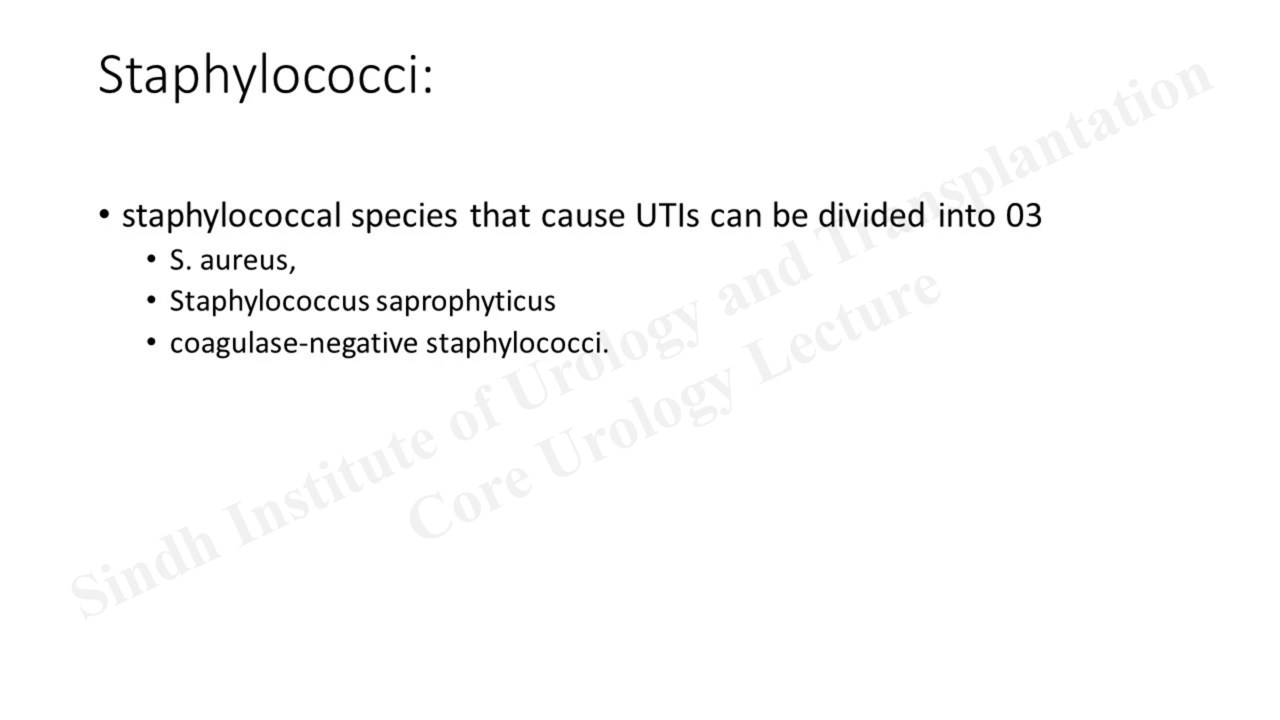 Staphylococci:
• staphylococcal species that cause UTIs can be divided into 03
• S. aureus,
• Staphylococcus saprophyticus
• coagulase-negative staphylococci.
Sindh Institute of Urology and Transplantation
Core Urology Lecture